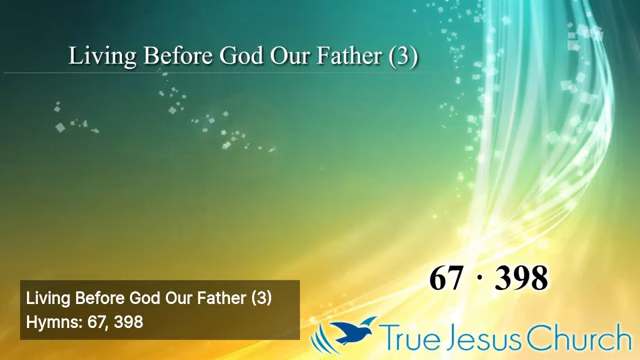 Living Before God Our Father (3)
67 · 398
Living Before God Our Father (3)
Hymns: 67, 398
True Jesus Church